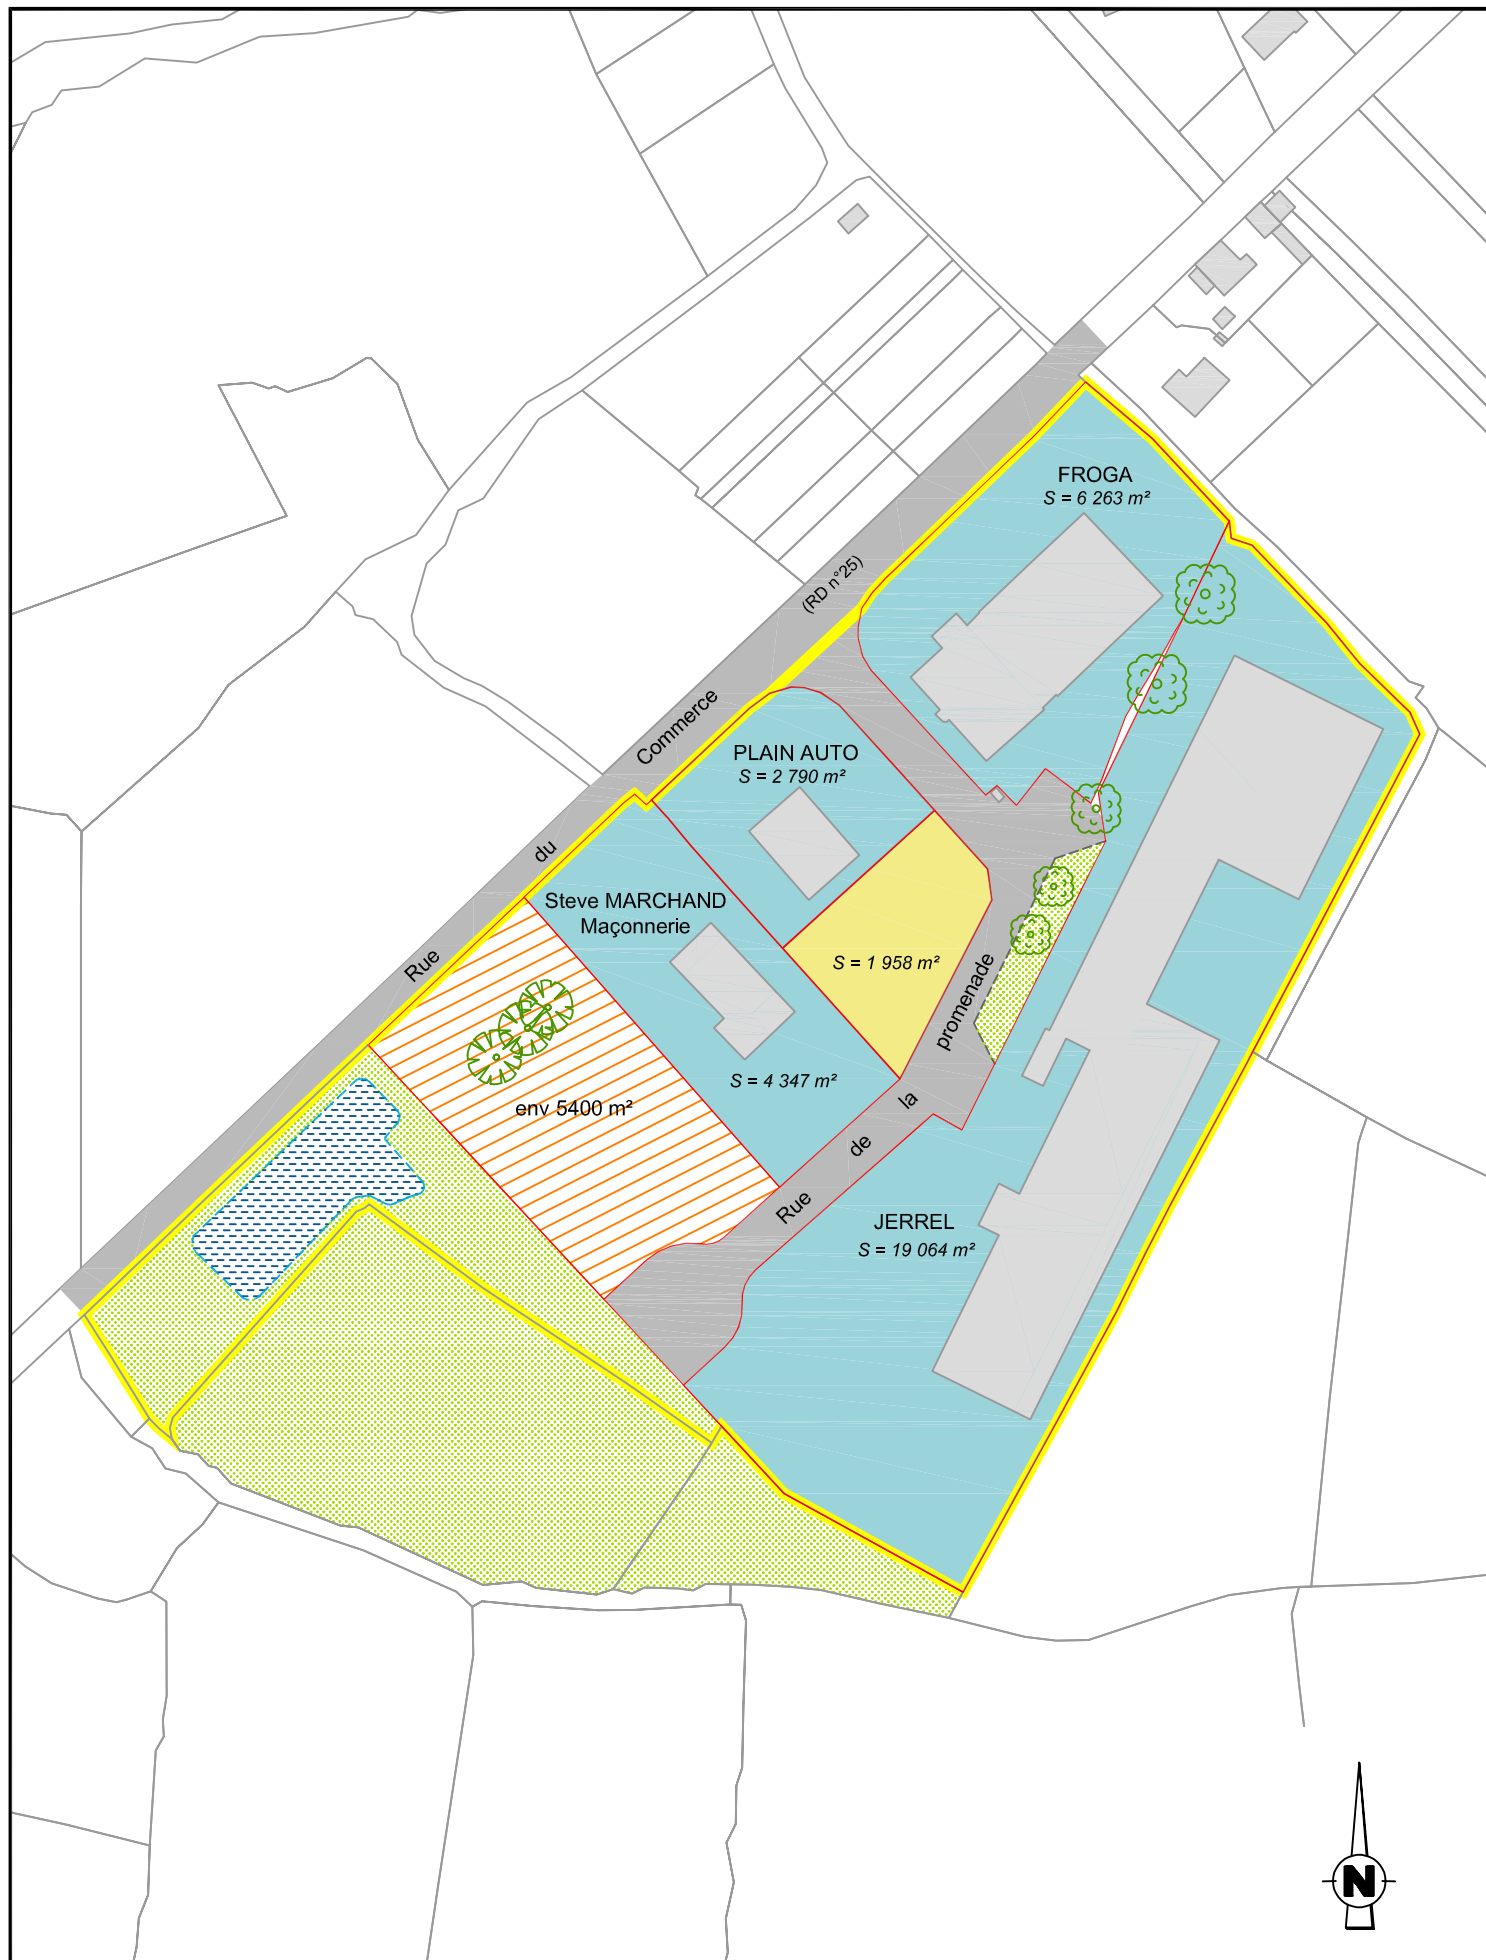 FROGA
S = 6 263 m²
(RD n°25)
Commerce
du
Rue
PLAIN AUTO
S = 2 790 m²
Steve MARCHAND
Maçonnerie
S = 1 958 m²
promenade
la
de
Rue
S = 4 347 m²
env 5400 m²
JERREL
S = 19 064 m²
N